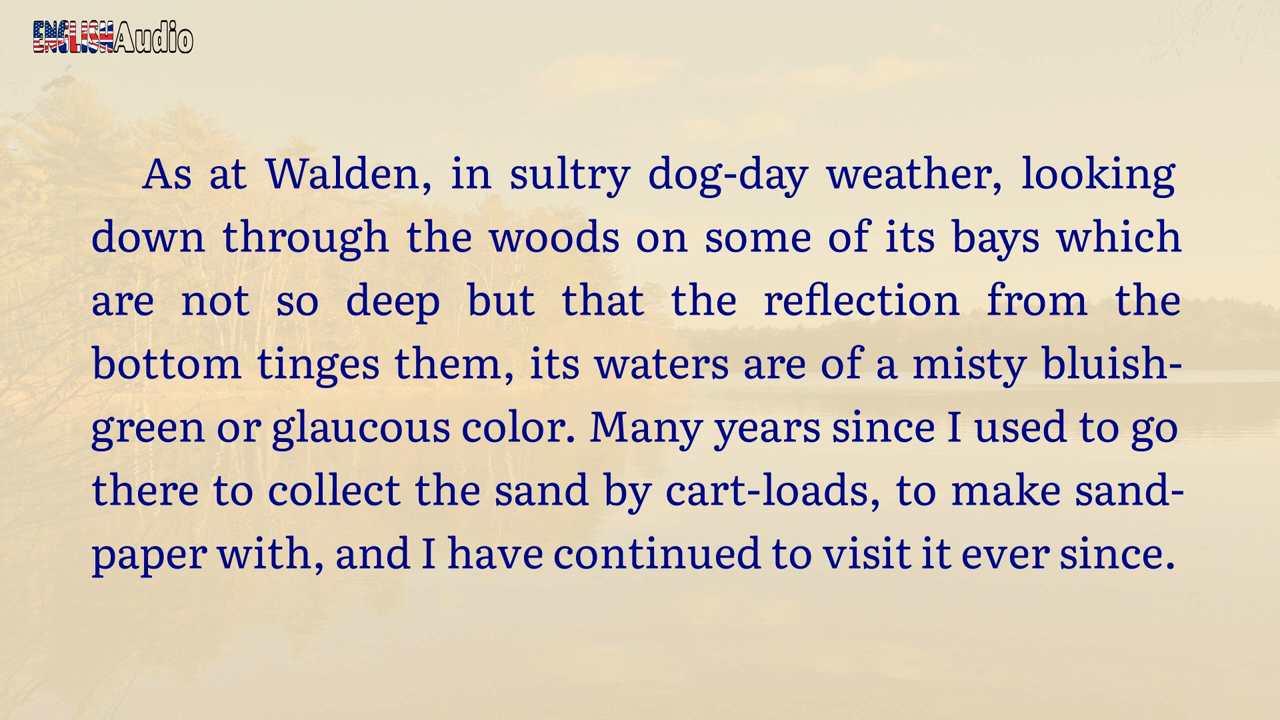 ENGLISHAudio
As at Walden, in sultry dog-day weather, looking
down through the woods on some of its bays which
are not so deep but that the reflection from the
bottom tinges them, its waters are of a misty bluish-
green or glaucous color. Many years since I used to go
there to collect the sand by cart-loads, to make sand-
paper with, and I have continued to visit it ever since.